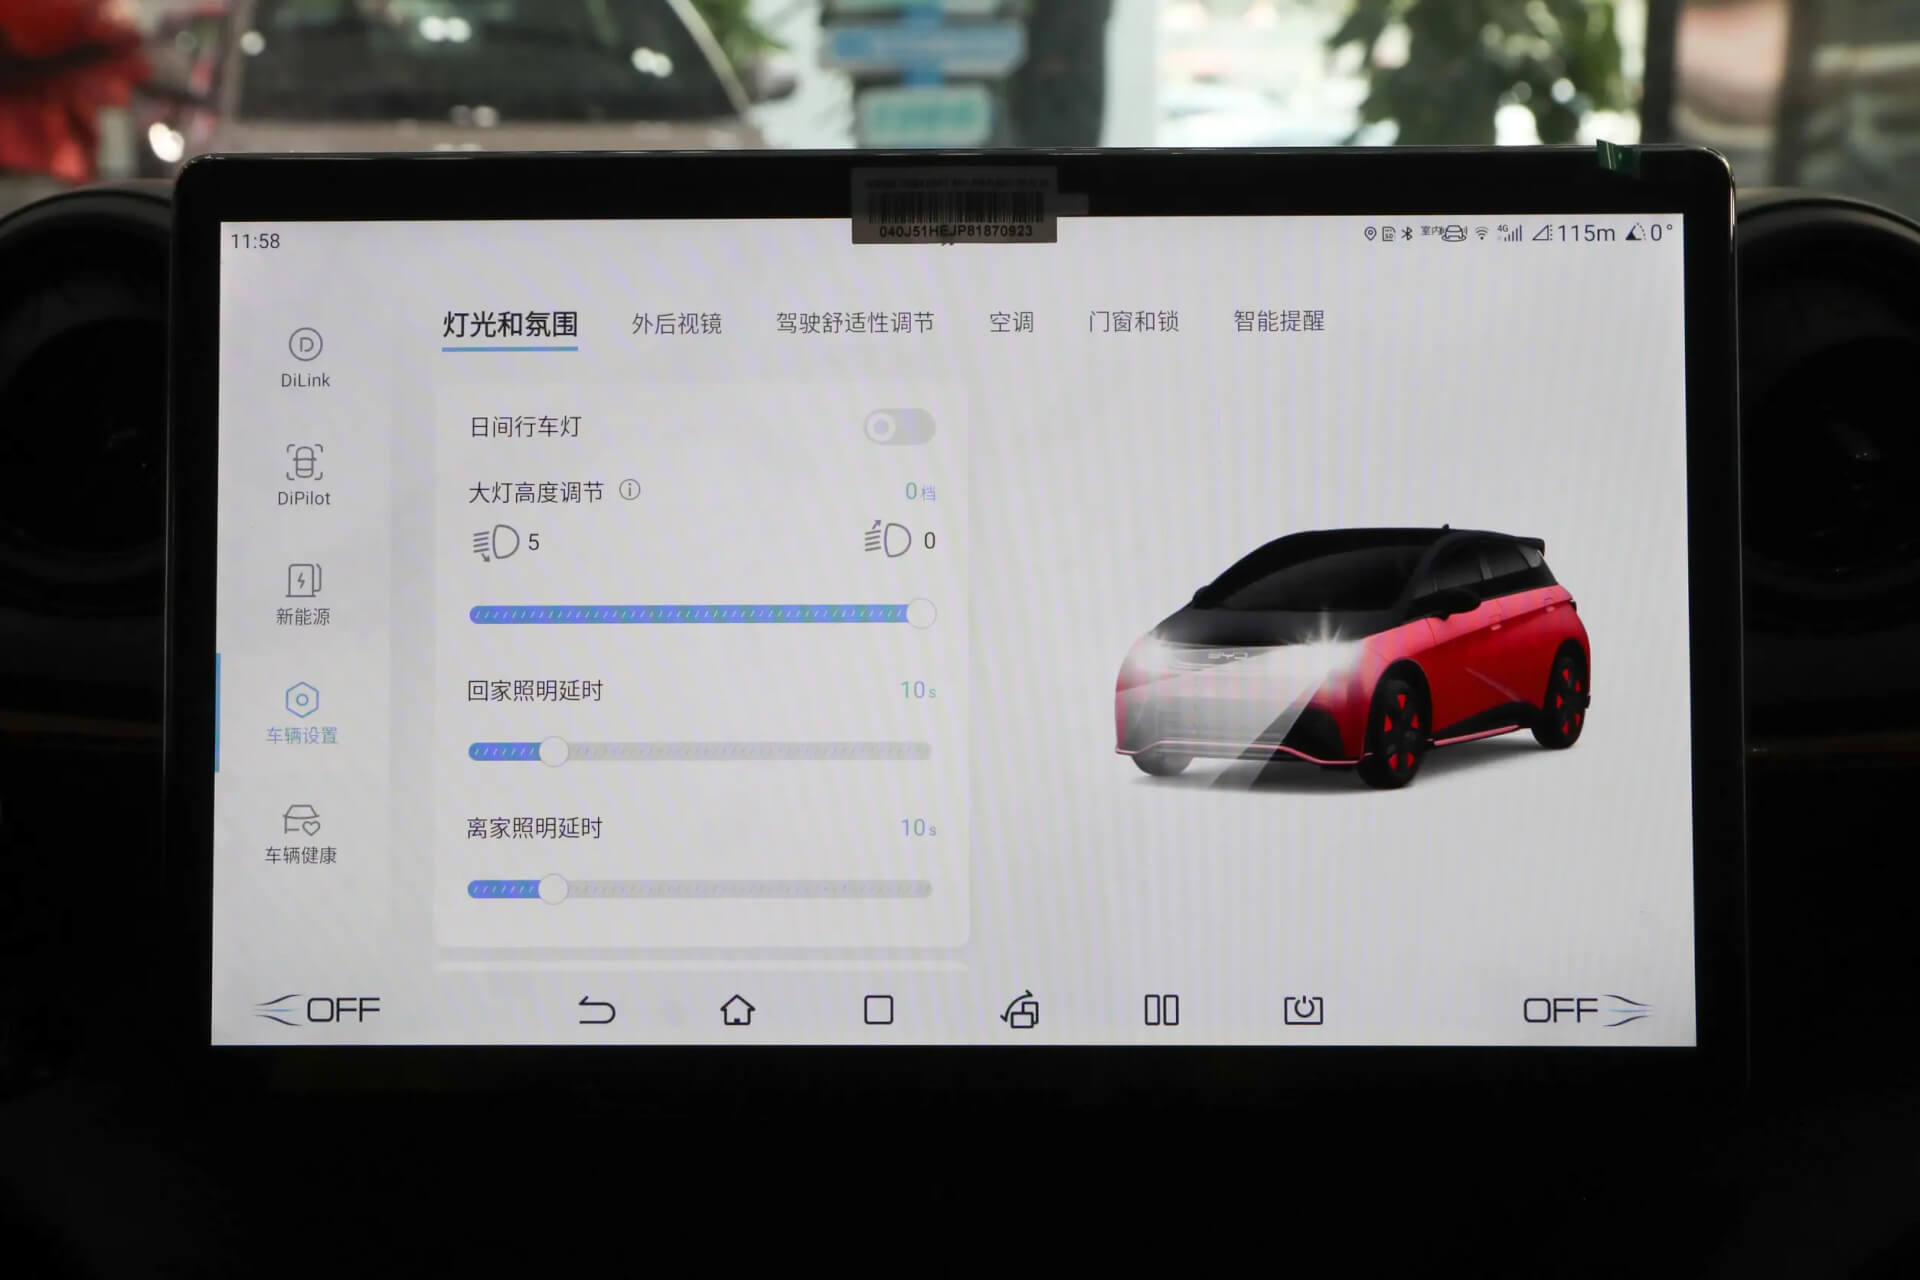 040J51HEJP81870923
11:58
室内 4G 115m 0°
灯光和氛围 外后视镜 驾驶舒适性调节 空调 门窗和锁 智能提醒
DiLink
DiPilot
新能源
车辆设置
车辆健康
日间行车灯
大灯高度调节 0档
5 0
回家照明延时 10s
离家照明延时 10s
BYD
OFF OFF